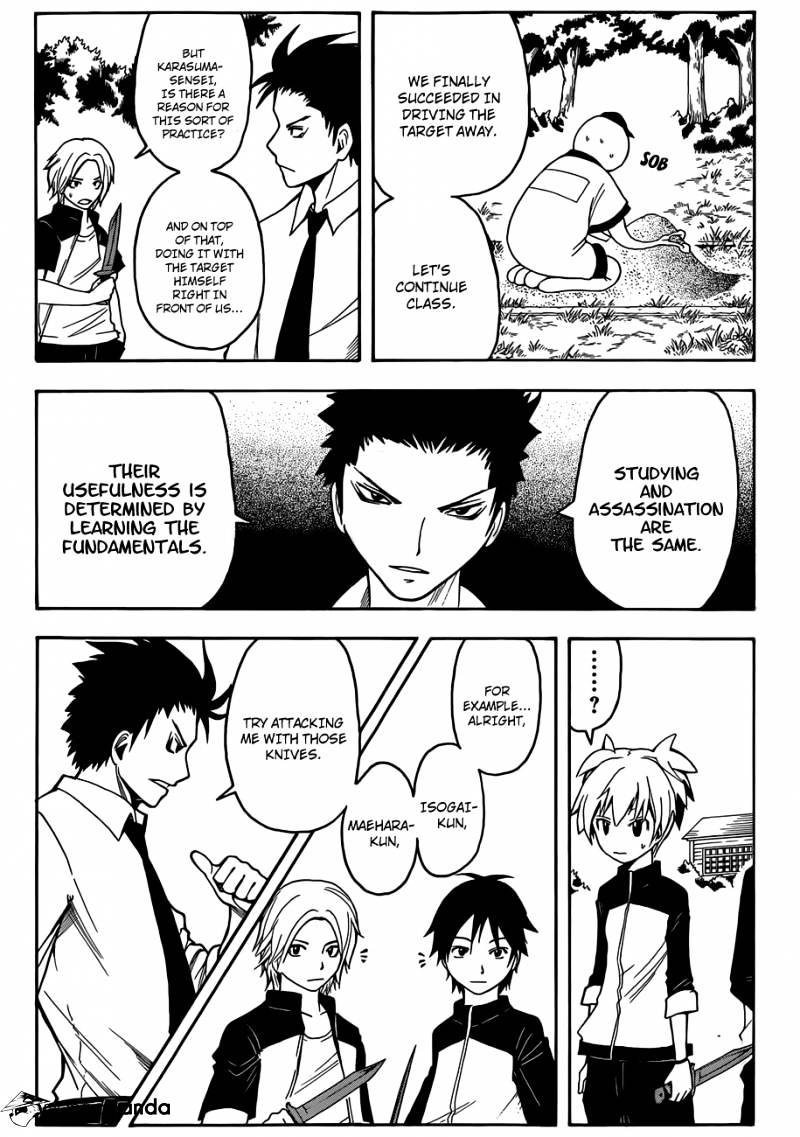 WE FINALLY
SUCCEEDED IN
DRIVING THE
TARGET AWAY.
SOB
LET'S
CONTINUE
CLASS.
BUT
KARASUMA-
SENSEI,
IS THERE A
REASON FOR
THIS SORT OF
PRACTICE?
AND ON TOP
OF THAT,
DOING IT WITH
THE TARGET
HIMSELF
RIGHT IN
FRONT OF US...
STUDYING
AND
ASSASSINATION
ARE
THE SAME.
THEIR
USEFULNESS IS
DETERMINED BY
LEARNING THE
FUNDAMENTALS.
........?
FOR
EXAMPLE...
ALRIGHT,
ISOGAI-
KUN,
MAEHARA-
KUN,
TRY ATTACKING
ME WITH THOSE
KNIVES.